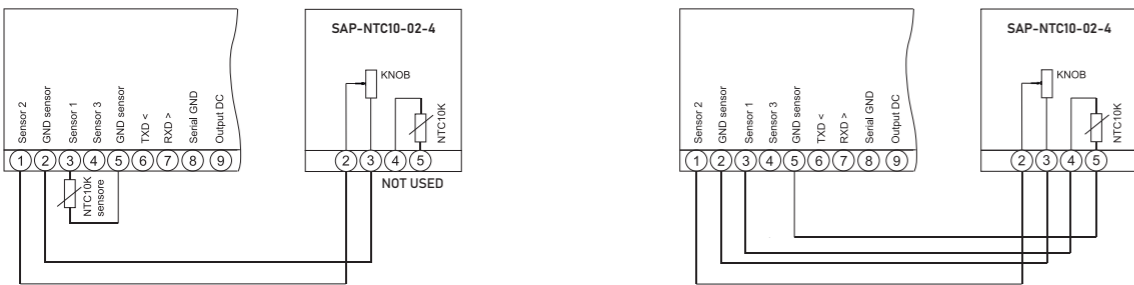 SAP-NTC10-02-4
KNOB
Sensor 2
GND sensor
Sensor 1
Sensor 3
GND sensor
TXD <
RXD >
Serial GND
Output DC
NTC10K
1 2 3 4 5 6 7 8 9
2 3 4 5
NOT USED
NTC10K
sensore
SAP-NTC10-02-4
KNOB
Sensor 2
GND sensor
Sensor 1
Sensor 3
GND sensor
TXD <
RXD >
Serial GND
Output DC
NTC10K
1 2 3 4 5 6 7 8 9
2 3 4 5